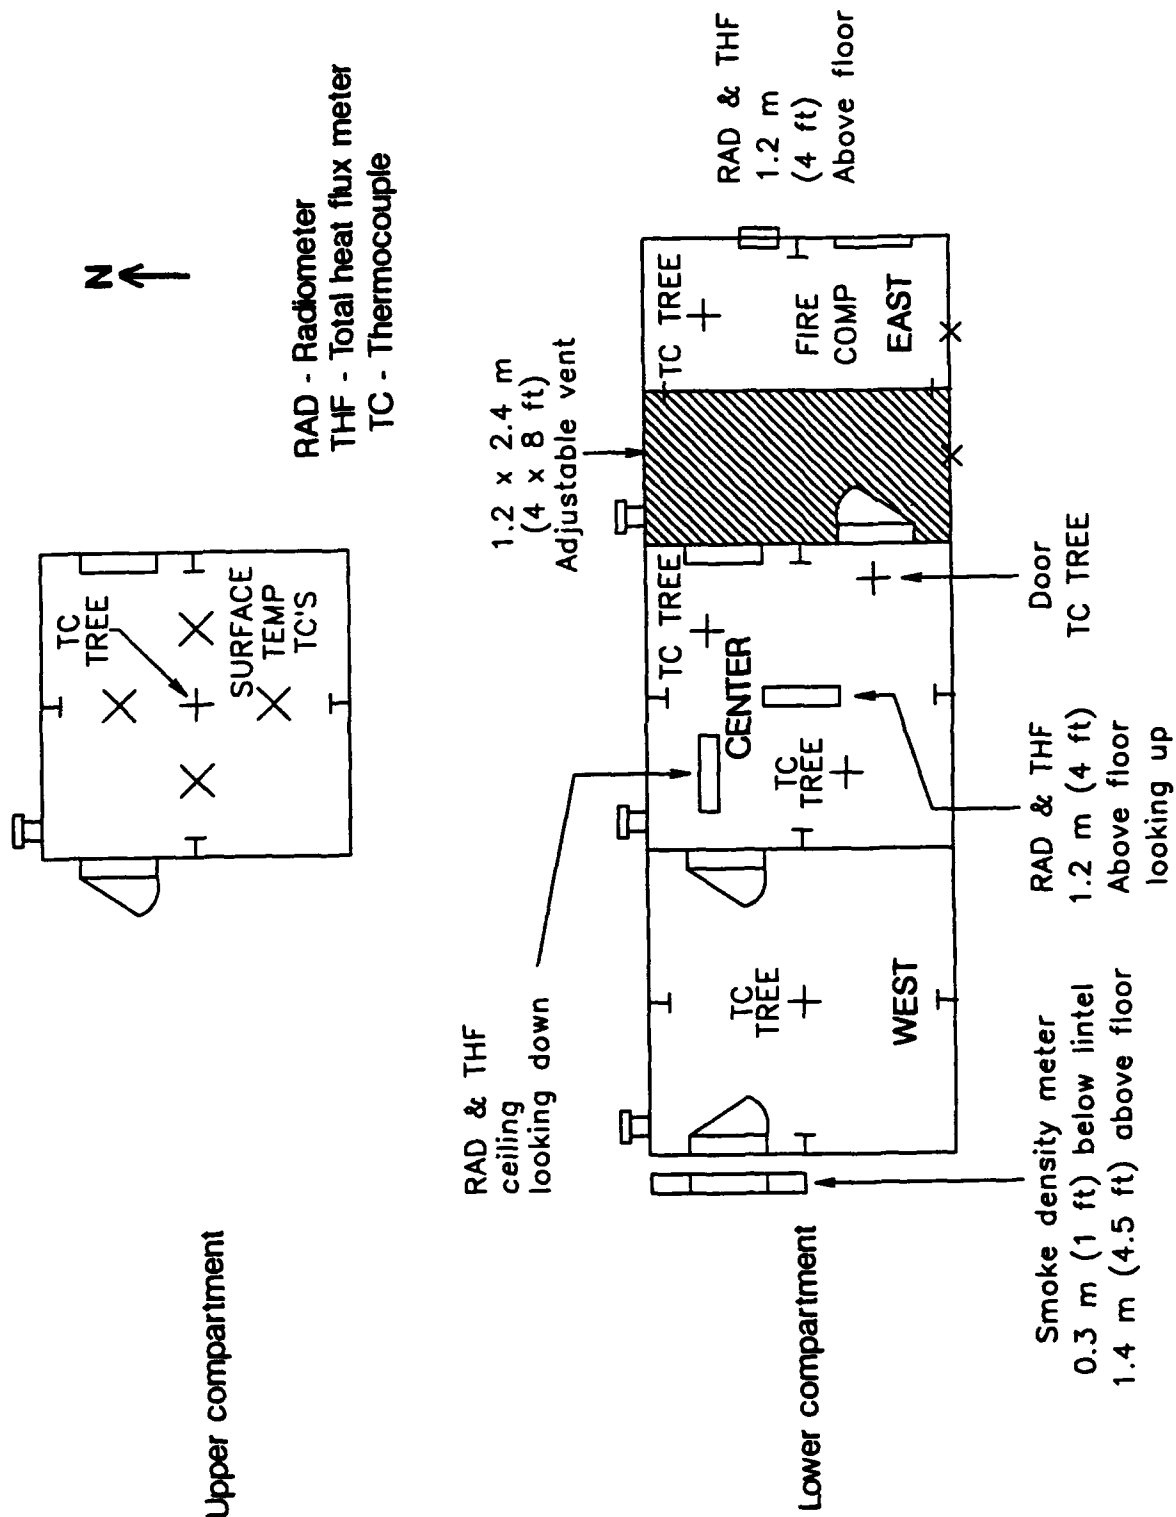 Upper compartment
TC
TREE
SURFACE
TEMP
TC'S
N
RAD - Radiometer
THF - Total heat flux meter
TC - Thermocouple
RAD & THF
ceiling
looking down
1.2 x 2.4 m
(4 x 8 ft)
Adjustable vent
RAD & THF
1.2 m
(4 ft)
Above floor
Lower compartment
TC
TREE
WEST
CENTER
TC
TREE
TC TREE
TC TREE
FIRE
COMP
EAST
Smoke density meter
0.3 m (1 ft) below lintel
1.4 m (4.5 ft) above floor
RAD & THF
1.2 m (4 ft)
Above floor
looking up
Door
TC TREE